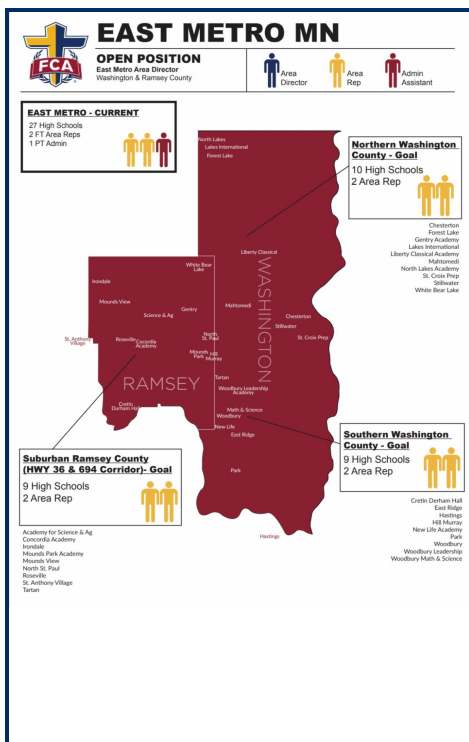 EAST METRO MN
FCA
OPEN POSITION
East Metro Area Director
Washington & Ramsey County
Area
Director
Area
Rep
Admin
Assistant
EAST METRO - CURRENT
27 High Schools
2 FT Area Reps
1 PT Admin
Northern Washington
County - Goal
10 High Schools
2 Area Rep
Chesterton
Forest Lake
Gentry Academy
Lakes International
Liberty Classical Academy
Mahtomedi
North Lakes Academy
St. Croix Prep
Stillwater
White Bear Lake
North Lakes
Lakes International
Forest Lake
Liberty Classical
White Bear
Lake
Irondale
Mounds View
Gentry
Science & Ag
Mahtomedi
Chesterton
Stillwater
St. Croix Prep
St. Anthony
Village
Roseville
Cocordia
Academy
North
St. Paul
Mounds
Park
Hill
Murray
WASHINGTON
RAMSEY
Tartan
Woodbury Leadership
Academy
Cretin
Durham Hall
Math & Science
Woodbury
New Life
East Ridge
Park
Hastings
Suburban Ramsey County
(HWY 36 & 694 Corridor)- Goal
9 High Schools
2 Area Rep
Academy for Science & Ag
Concordia Academy
Irondale
Mounds Park Academy
Mounds View
North St. Paul
Roseville
St. Anthony Village
Tartan
Southern Washington
County - Goal
9 High Schools
2 Area Rep
Cretin Derham Hall
East Ridge
Hastings
Hill Murray
New Life Academy
Park
Woodbury
Woodbury Leadership
Woodbury Math & Science